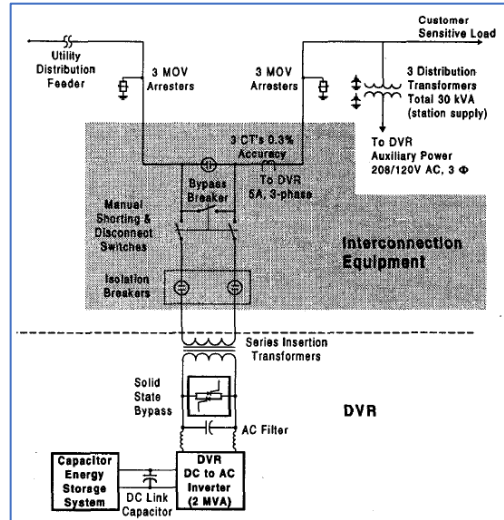 Customer
Sensitive Load
Utility
Distribution
Feeder
3 MOV
Arresters
3 MOV
Arresters
3 Distribution
Transformers
Total 30 kVA
(station supply)
3 CT's 0.3%
Accuracy
To DVR
5A, 3-phase
To DVR
Auxiliary Power
208/120V AC, 3 Φ
Bypass
Breaker
Manual
Shorting &
Disconnect
Switches
Interconnection
Equipment
Isolation
Breakers
Series Insertion
Transformers
Solid
State
Bypass
DVR
AC Filter
Capacitor
Energy
Storage
System
DC Link
Capacitor
DVR
DC to AC
Inverter
(2 MVA)